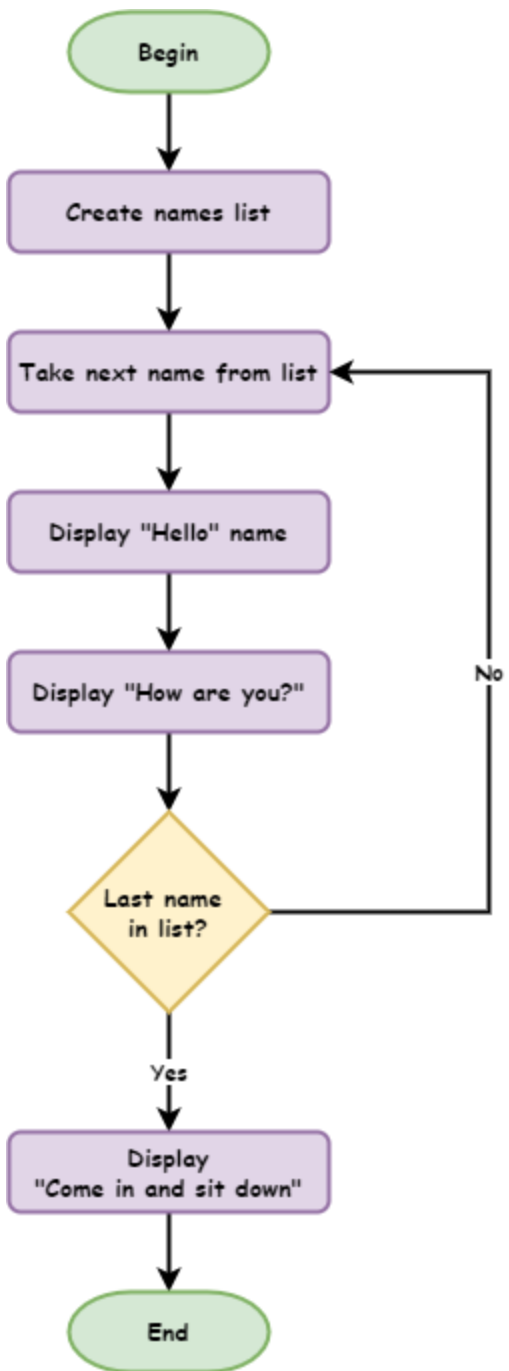 Begin
Create names list
Take next name from list
Display "Hello" name
Display "How are you?"
No
Last name
in list?
Yes
Display
"Come in and sit down"
End